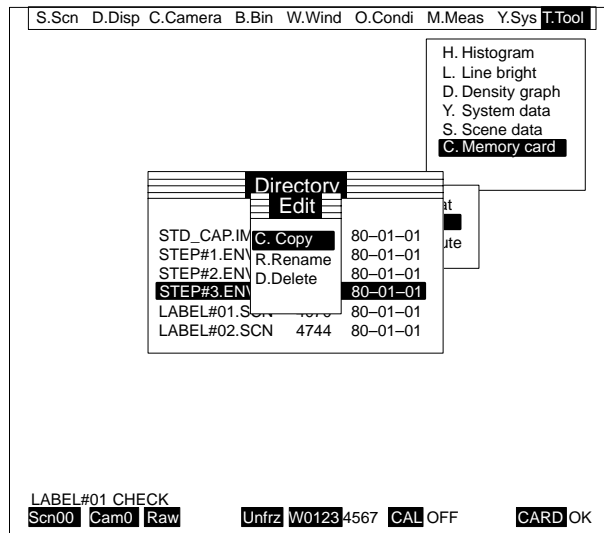 S.Scn D.Disp C.Camera B.Bin W.Wind O.Condi M.Meas Y.Sys T.Tool
H. Histogram
L. Line bright
D. Density graph
Y. System data
S. Scene data
C. Memory card
Directory
Edit
C. Copy
R.Rename
D.Delete
STD_CAP.IM 80–01–01
STEP#1.ENV 80–01–01
STEP#2.ENV 80–01–01
STEP#3.ENV 80–01–01
LABEL#01.SCN 80–01–01
LABEL#02.SCN 4744 80–01–01
LABEL#01 CHECK
Scn00 Cam0 Raw Unfrz W01234567 CAL OFF CARD OK